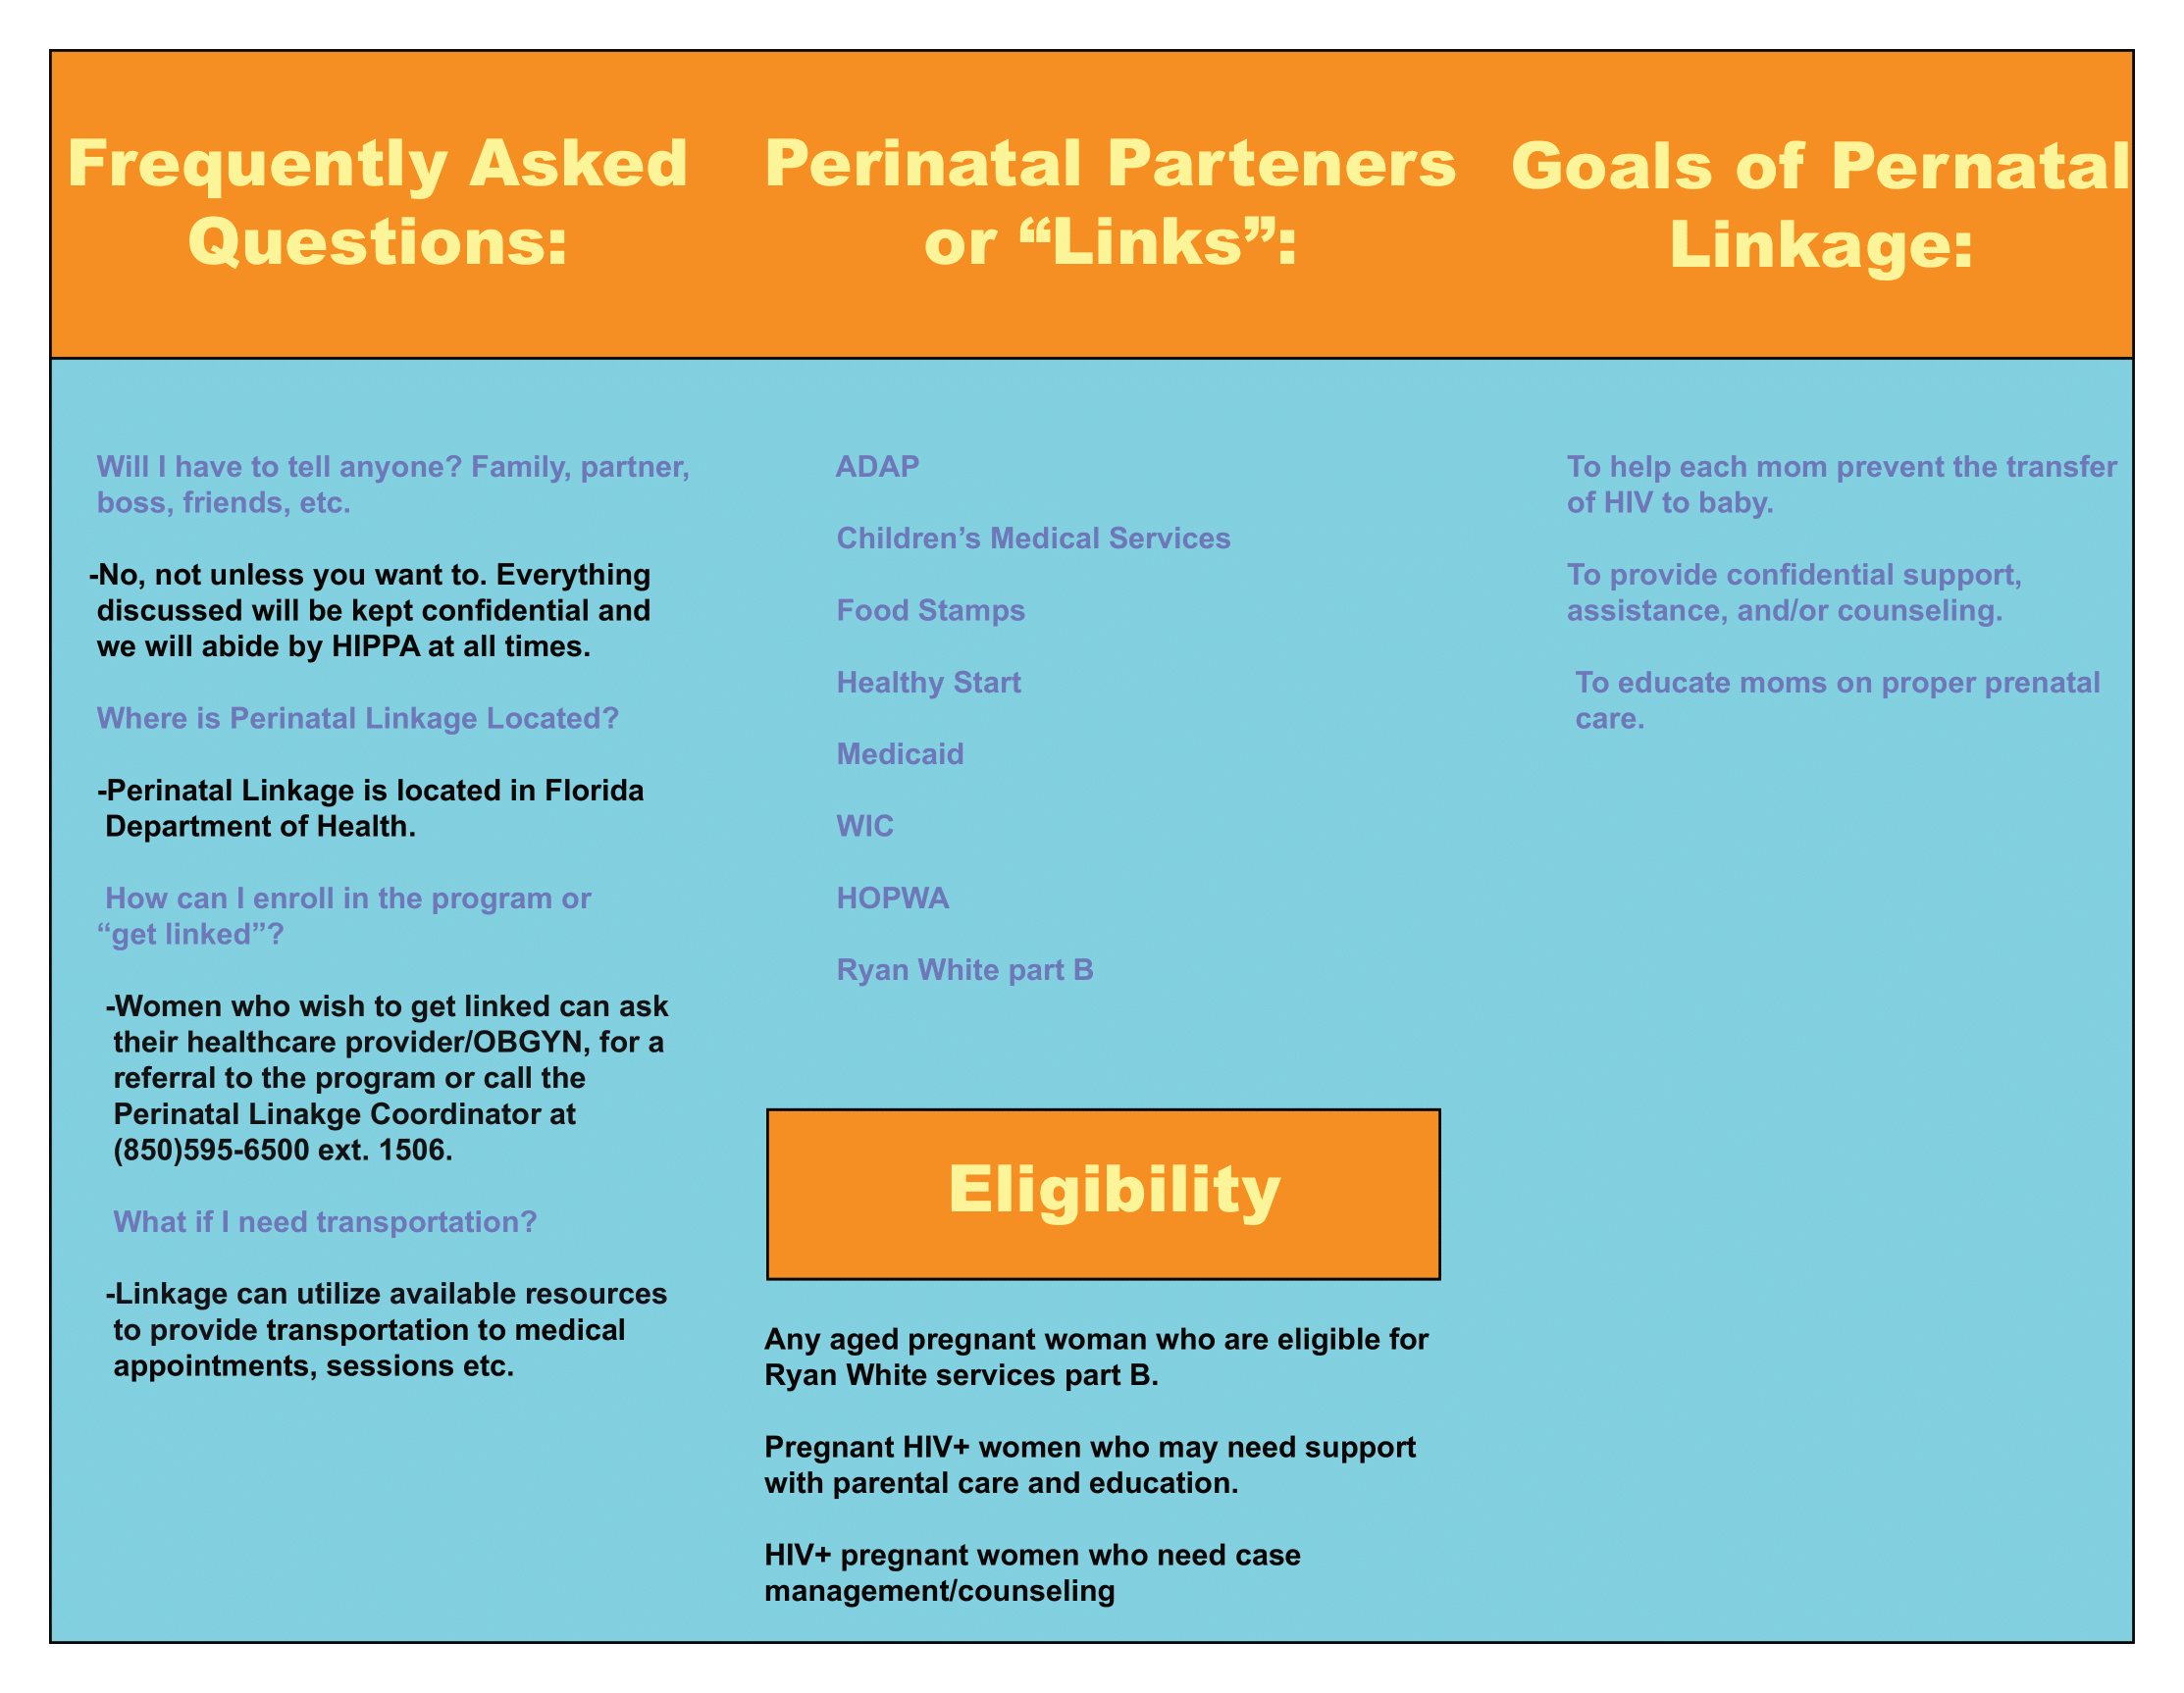 Frequently Asked
Questions:
Will I have to tell anyone? Family, partner,
boss, friends, etc.
-No, not unless you want to. Everything
discussed will be kept confidential and
we will abide by HIPPA at all times.
Where is Perinatal Linkage Located?
-Perinatal Linkage is located in Florida
Department of Health.
How can I enroll in the program or
“get linked”?
-Women who wish to get linked can ask
their healthcare provider/OBGYN, for a
referral to the program or call the
Perinatal Linakge Coordinator at
(850)595-6500 ext. 1506.
What if I need transportation?
-Linkage can utilize available resources
to provide transportation to medical
appointments, sessions etc.
Perinatal Parteners
or “Links”:
ADAP
Children’s Medical Services
Food Stamps
Healthy Start
Medicaid
WIC
HOPWA
Ryan White part B
Eligibility
Any aged pregnant woman who are eligible for
Ryan White services part B.
Pregnant HIV+ women who may need support
with parental care and education.
HIV+ pregnant women who need case
management/counseling
Goals of Pernatal
Linkage:
To help each mom prevent the transfer
of HIV to baby.
To provide confidential support,
assistance, and/or counseling.
To educate moms on proper prenatal
care.